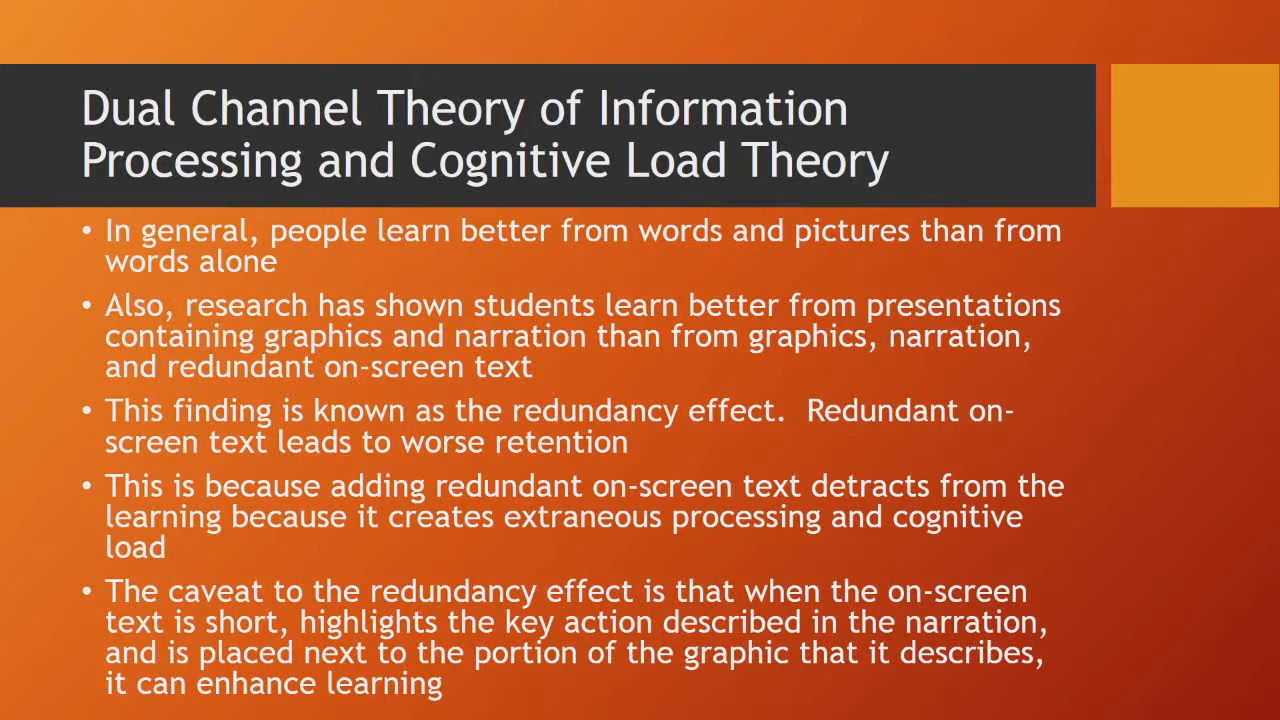 Dual Channel Theory of Information
Processing and Cognitive Load Theory
• In general, people learn better from words and pictures than from
words alone
• Also, research has shown students learn better from presentations
containing graphics and narration than from graphics, narration,
and redundant on-screen text
• This finding is known as the redundancy effect.  Redundant on-
screen text leads to worse retention
• This is because adding redundant on-screen text detracts from the
learning because it creates extraneous processing and cognitive
load
• The caveat to the redundancy effect is that when the on-screen
text is short, highlights the key action described in the narration,
and is placed next to the portion of the graphic that it describes,
it can enhance learning